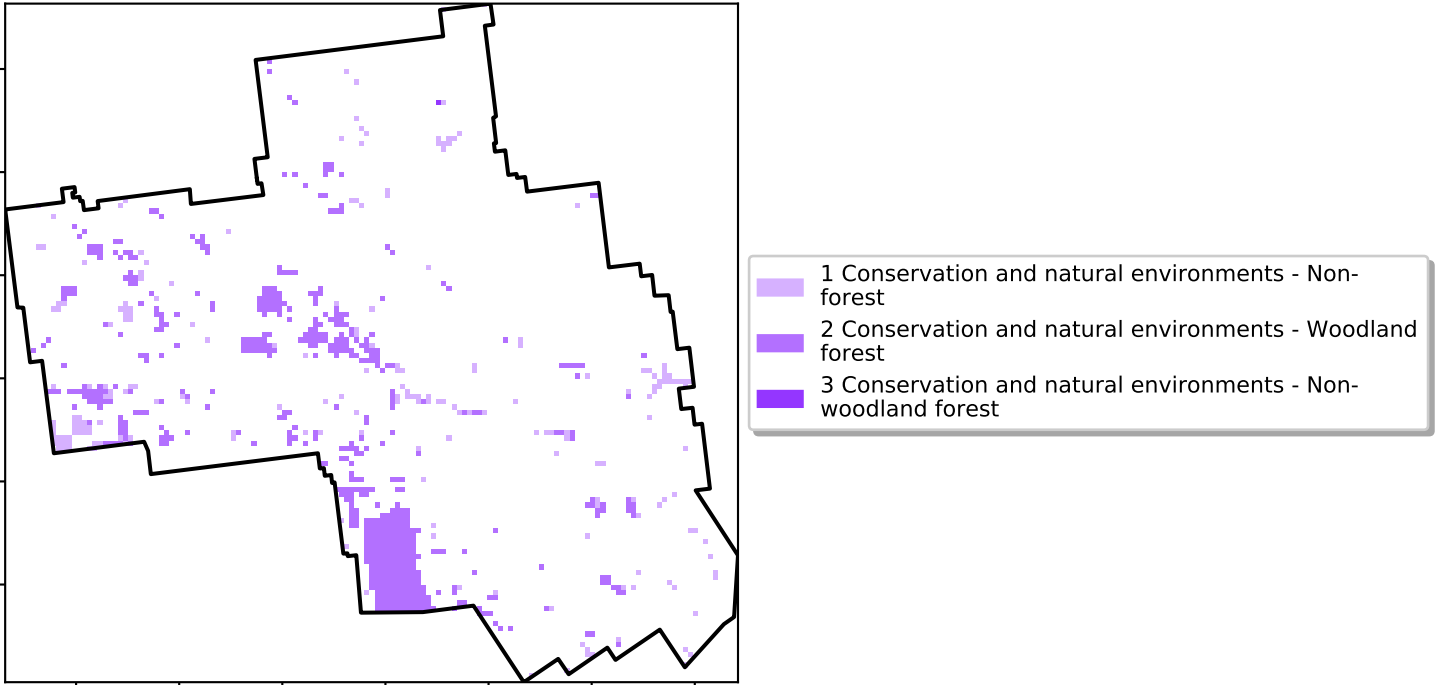 1 Conservation and natural environments - Non-
forest
2 Conservation and natural environments - Woodland
forest
3 Conservation and natural environments - Non-
woodland forest